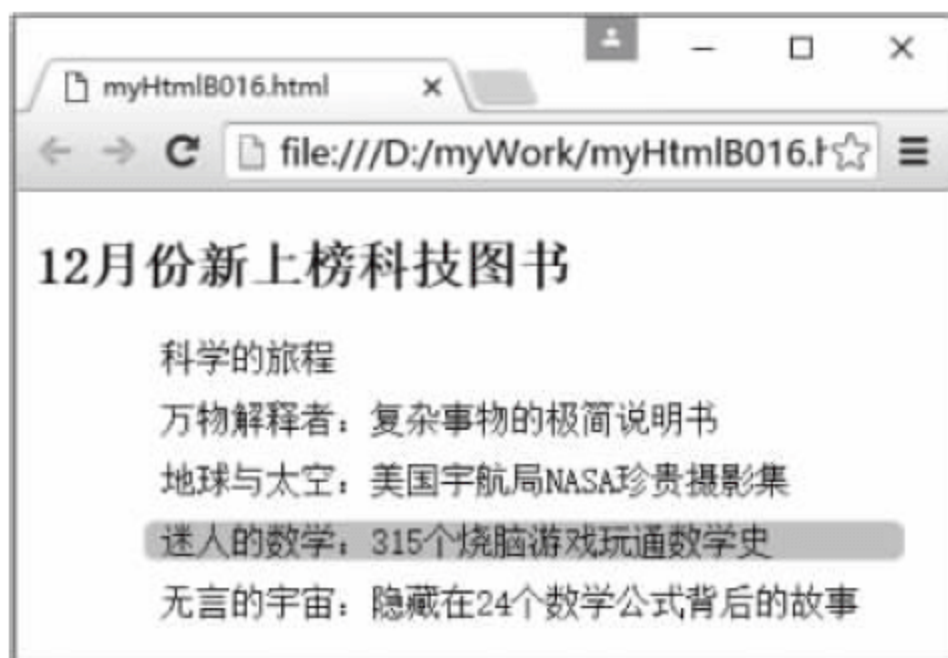 myHtmlB016.html
file:///D:/myWork/myHtmlB016.h
12月份新上榜科技图书
科学的旅程
万物解释者：复杂事物的极简说明书
地球与太空：美国宇航局NASA珍贵摄影集
迷人的数学：315个烧脑游戏玩通数学史
无言的宇宙：隐藏在24个数学公式背后的故事